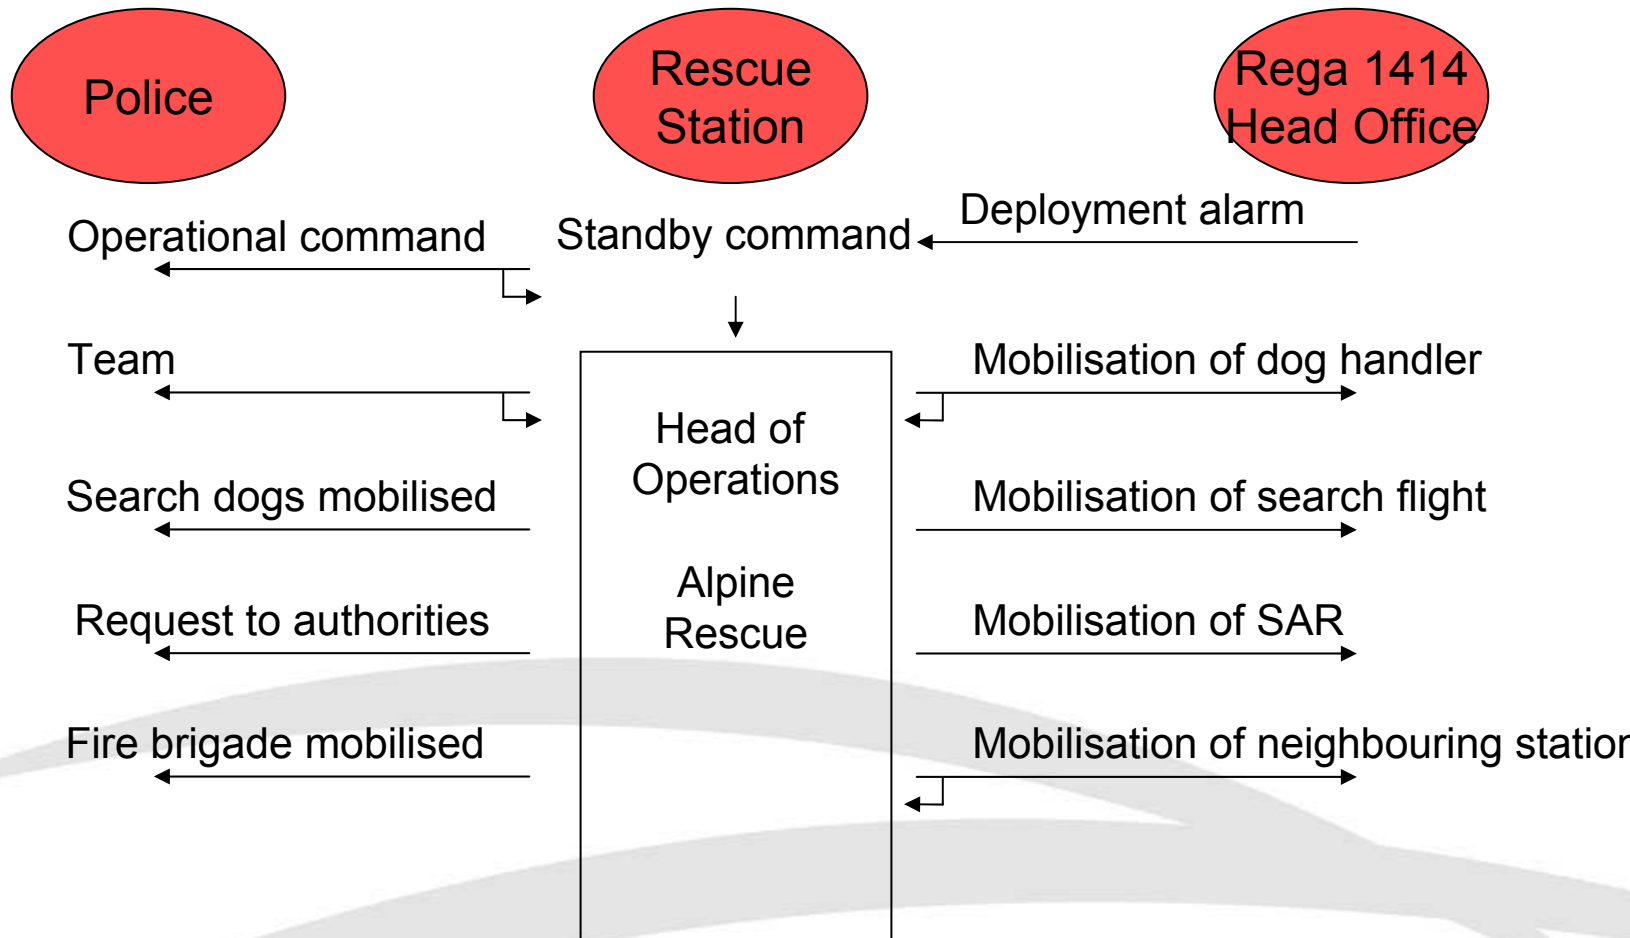 Police
Rescue
Station
Rega 1414
Head Office
Operational command
Standby command
Deployment alarm
Team
Mobilisation of dog handler
Head of
Operations
Search dogs mobilised
Mobilisation of search flight
Alpine
Rescue
Request to authorities
Mobilisation of SAR
Fire brigade mobilised
Mobilisation of neighbouring station